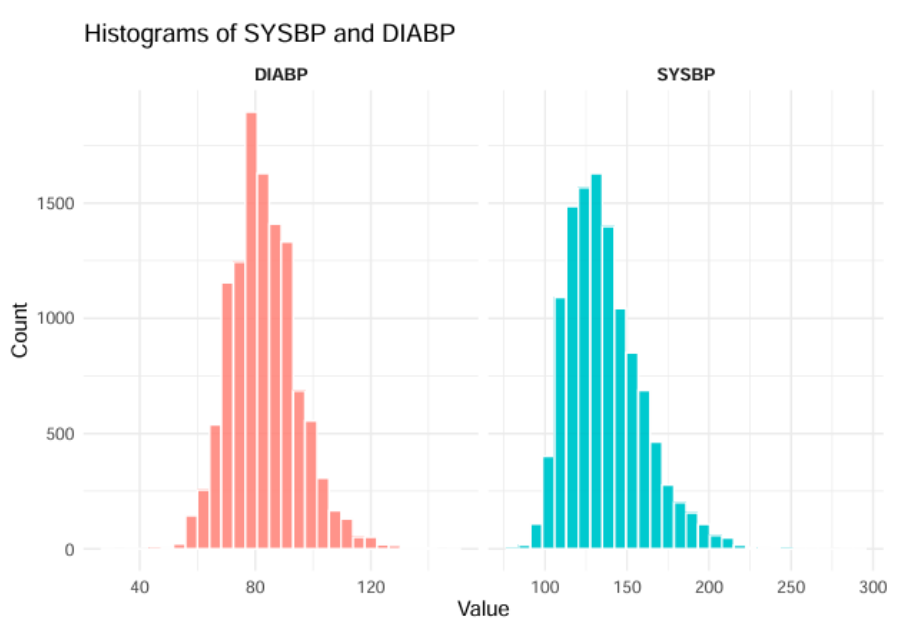 Histograms of SYSBP and DIABP
DIABP
SYSBP
Count
1500
1000
500
0
40
80
120
100
150
200
250
300
Value